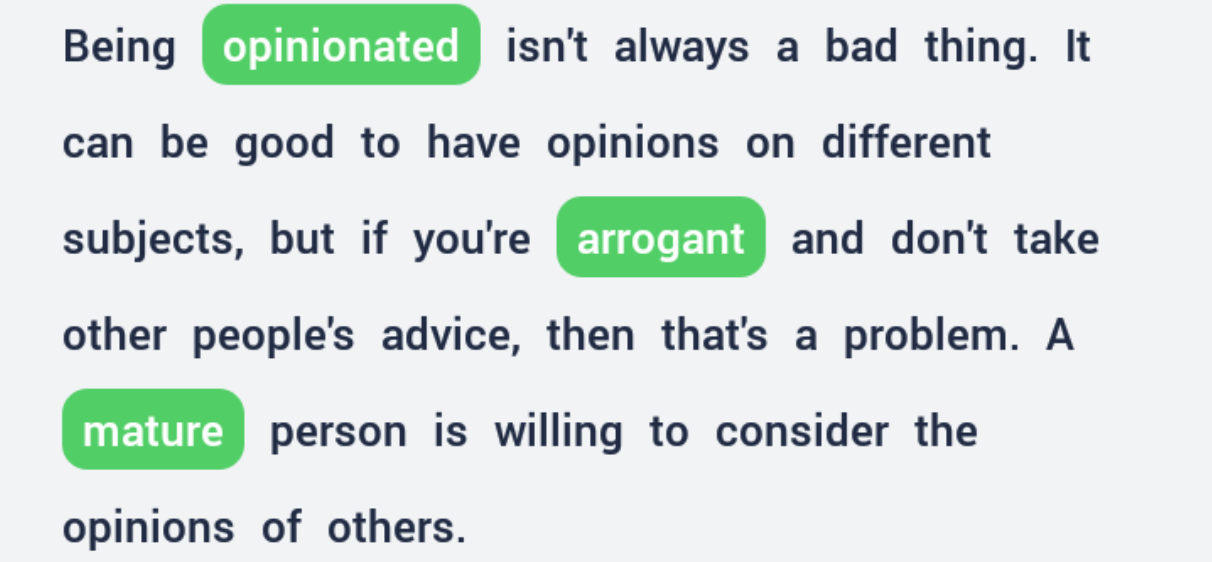 Being opinionated isn't always a bad thing. It
can be good to have opinions on different
subjects, but if you're arrogant and don't take
other people's advice, then that's a problem. A
mature person is willing to consider the
opinions of others.